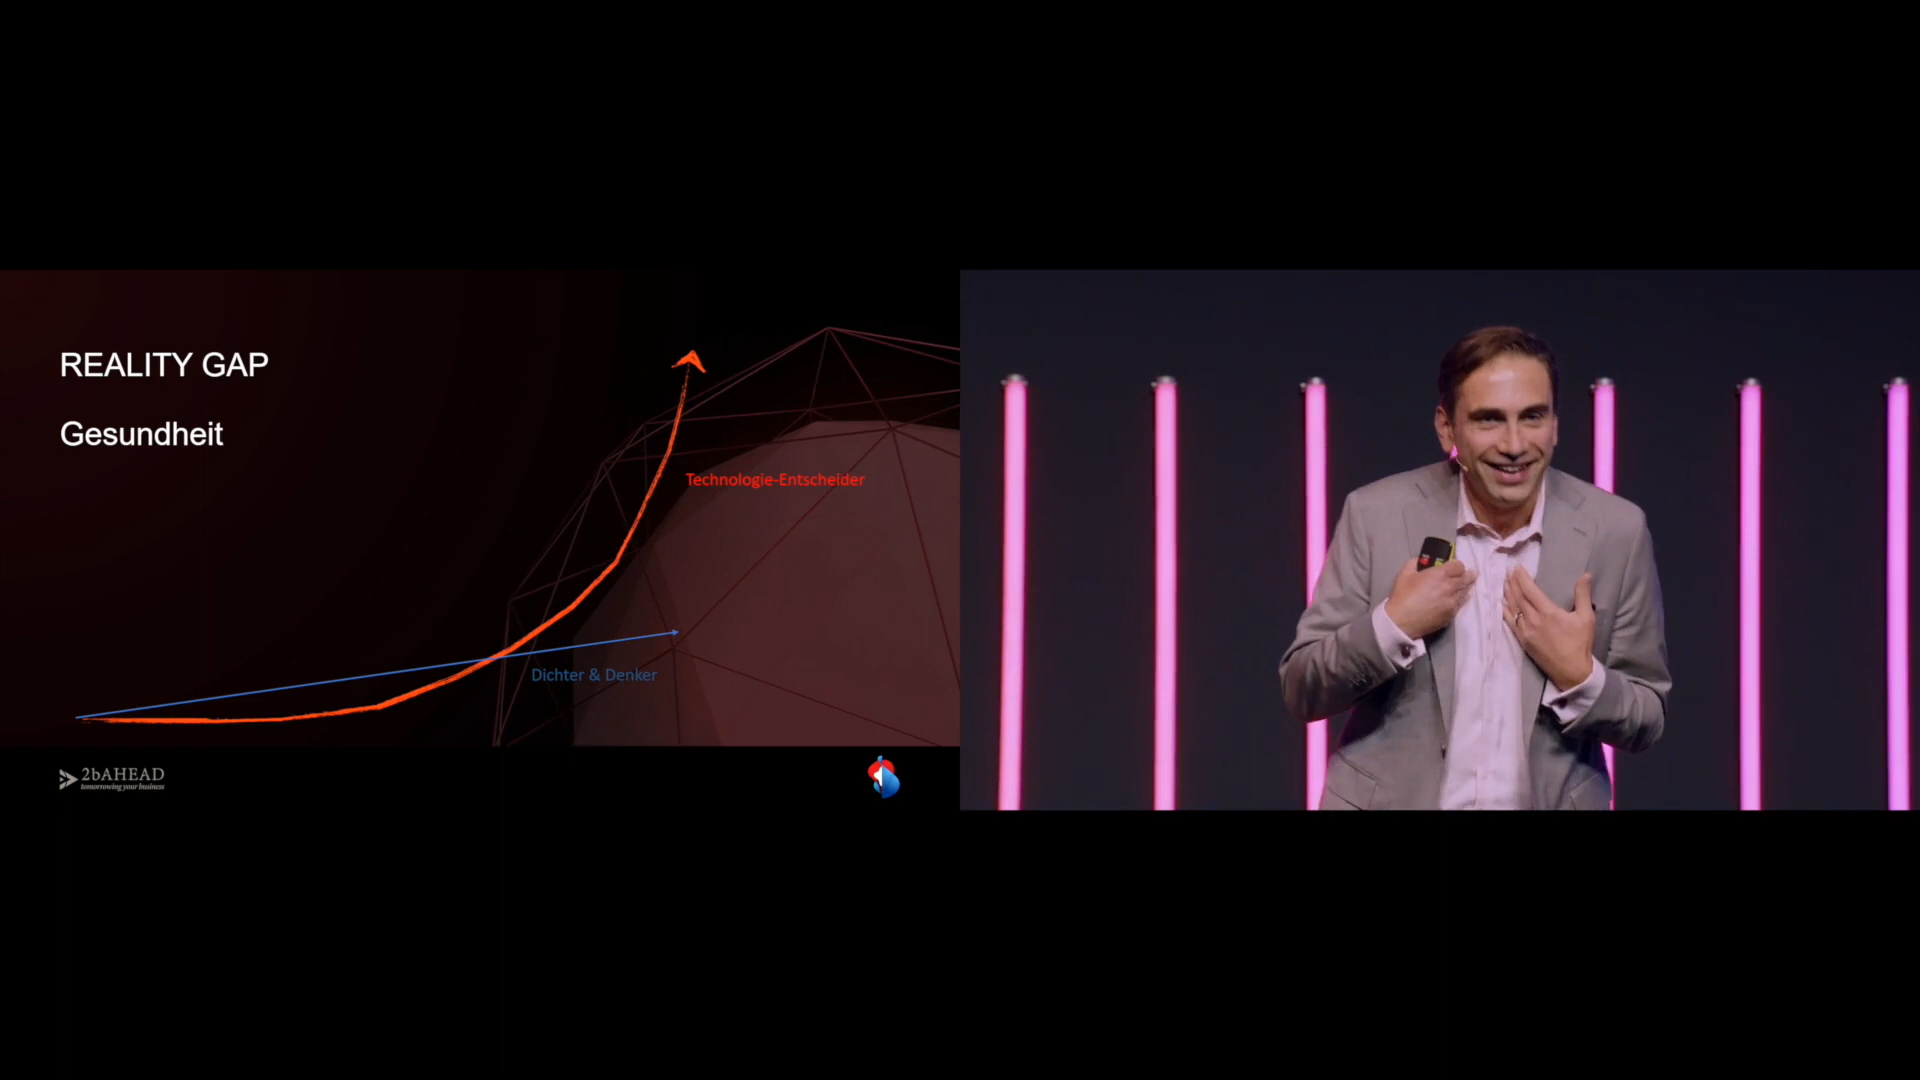 REALITY GAP
Gesundheit
Technologie-Entscheider
Dichter & Denker
2bAHEAD
tomorrowing your business